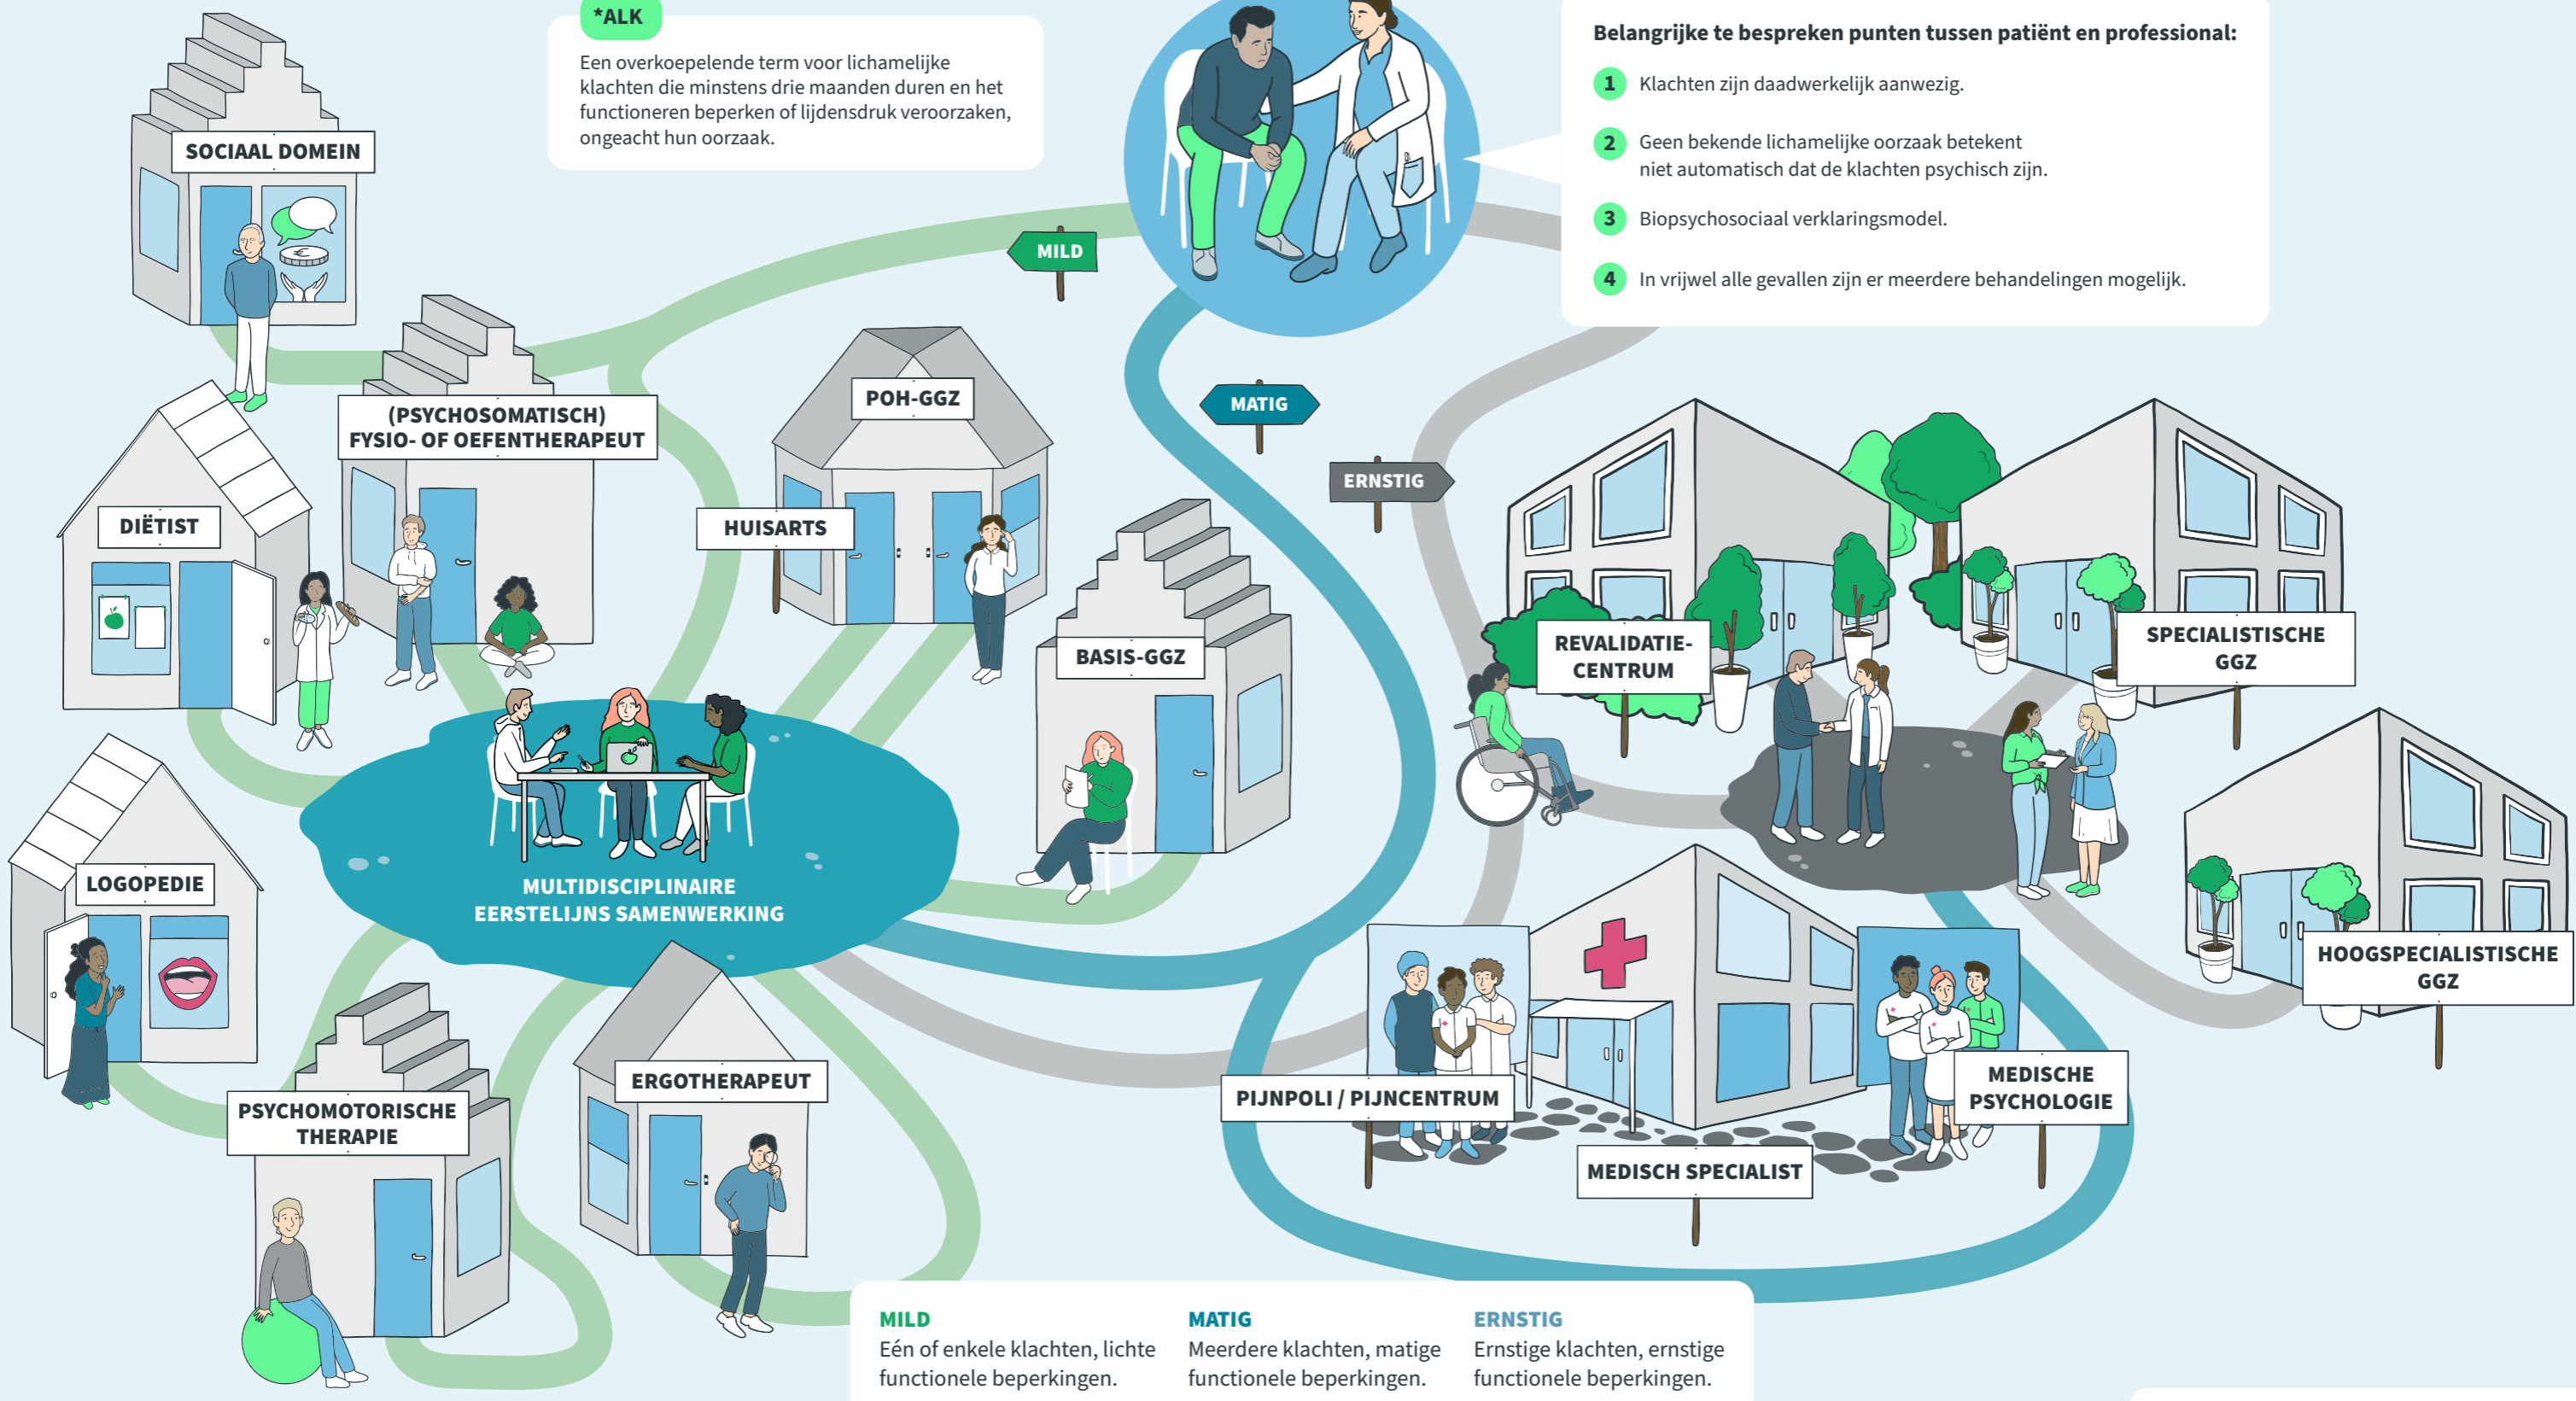 *ALK
Een overkoepelende term voor lichamelijke
klachten die minstens drie maanden duren en het
functioneren beperken of lijdensdruk veroorzaken,
ongeacht hun oorzaak.
Belangrijke te bespreken punten tussen patiënt en professional:
1 Klachten zijn daadwerkelijk aanwezig.
2 Geen bekende lichamelijke oorzaak betekent
niet automatisch dat de klachten psychisch zijn.
3 Biopsychosociaal verklaringsmodel.
4 In vrijwel alle gevallen zijn er meerdere behandelingen mogelijk.
SOCIAAL DOMEIN
€
MILD
MATIG
ERNSTIG
(PSYCHOSOMATISCH)
FYSIO- OF OEFENTHERAPEUT
POH-GGZ
HUISARTS
DIËTIST
BASIS-GGZ
REVALIDATIE-
CENTRUM
SPECIALISTISCHE
GGZ
LOGOPEDIE
MULTIDISCIPLINAIRE
EERSTELIJNS SAMENWERKING
HOOGSPECIALISTISCHE
GGZ
PSYCHOMOTORISCHE
THERAPIE
ERGOTHERAPEUT
PIJNPOLI / PIJNCENTRUM
MEDISCHE
PSYCHOLOGIE
MEDISCH SPECIALIST
MILD
Eén of enkele klachten, lichte
functionele beperkingen.
MATIG
Meerdere klachten, matige
functionele beperkingen.
ERNSTIG
Ernstige klachten, ernstige
functionele beperkingen.